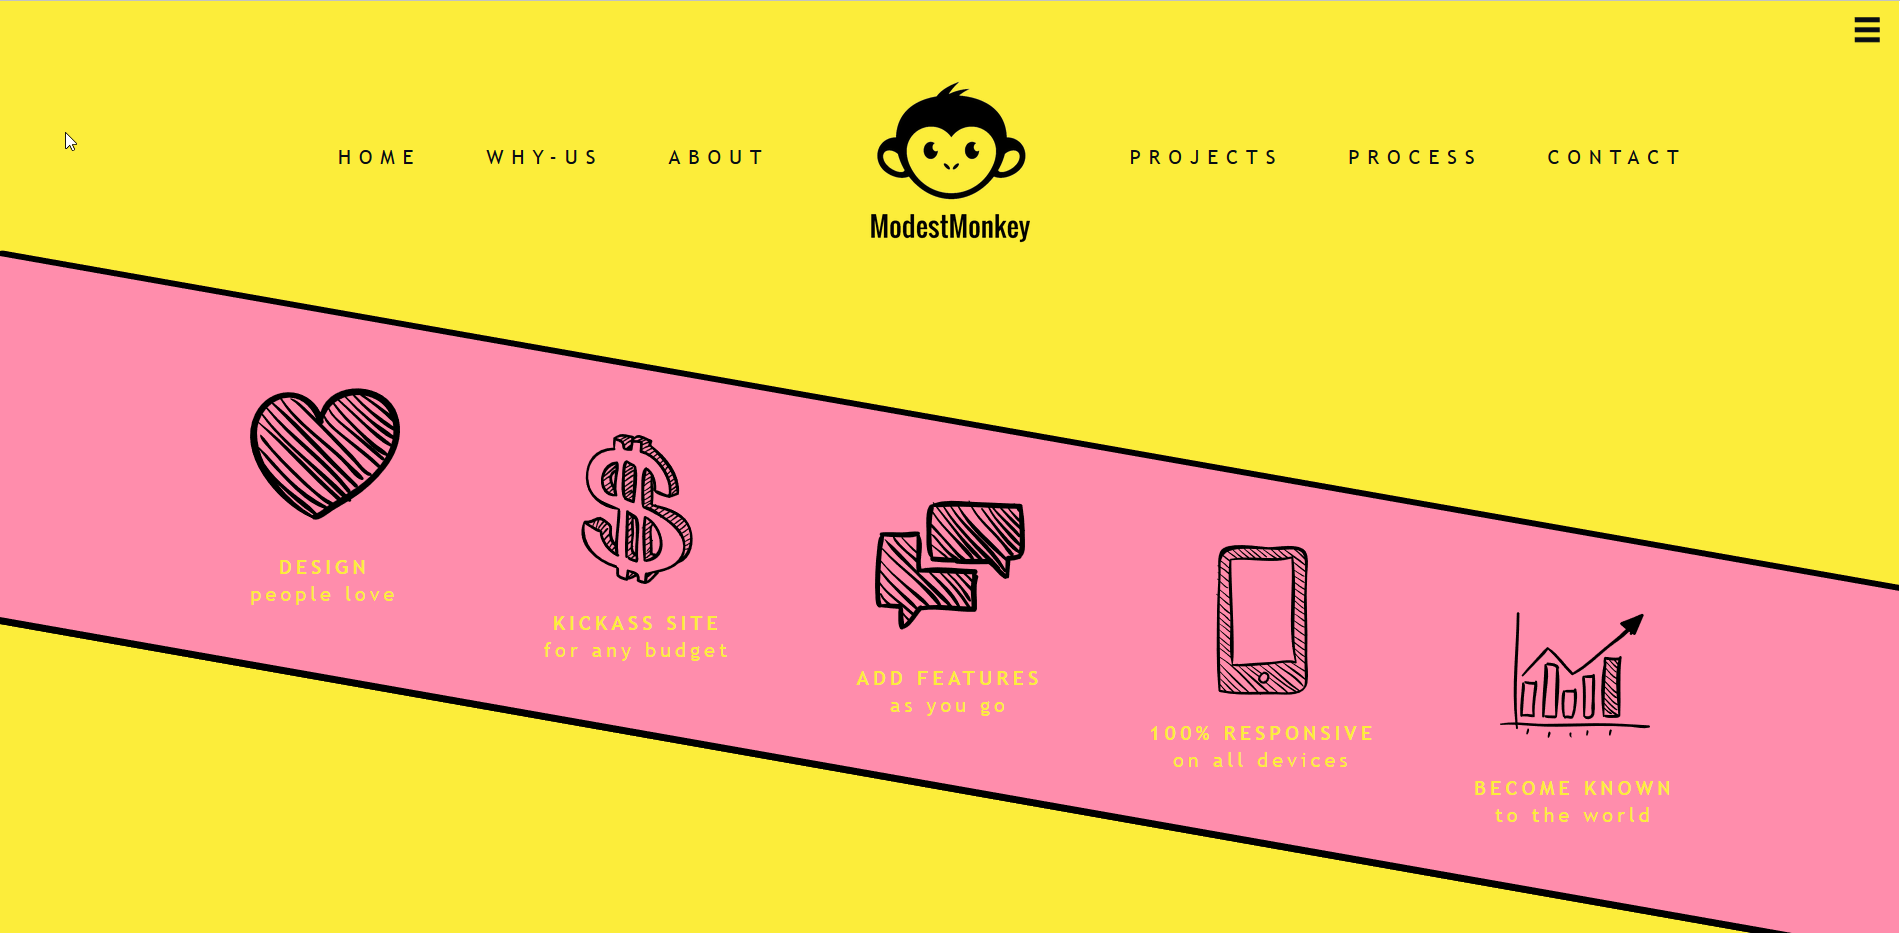 HOME WHY-US ABOUT PROJECTS PROCESS CONTACT
ModestMonkey
DESIGN
people love
KICKASS SITE
for any budget
ADD FEATURES
as you go
100% RESPONSIVE
on all devices
BECOME KNOWN
to the world